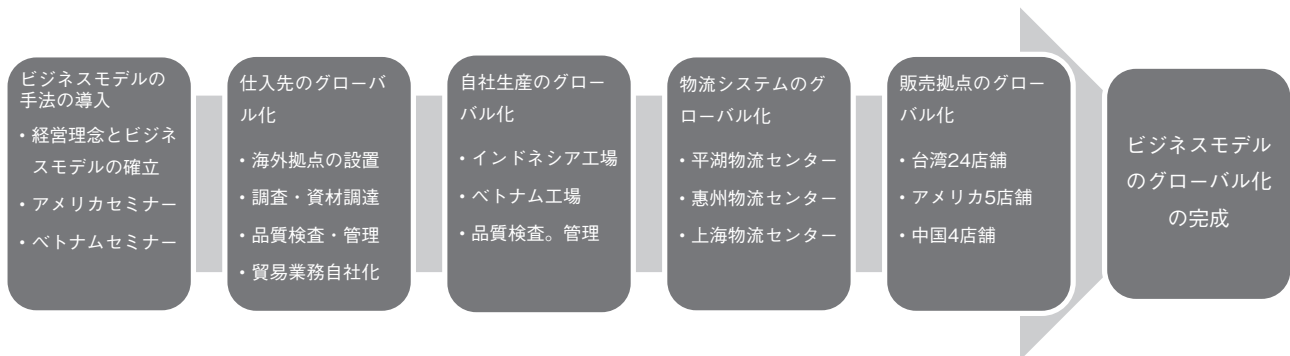 ビジネスモデルの
手法の導入
・経営理念とビジネ
スモデルの確立
・アメリカセミナー
・ベトナムセミナー
仕入先のグローバ
ル化
・海外拠点の設置
・調査・資材調達
・品質検査・管理
・貿易業務自社化
自社生産のグロー
バル化
・インドネシア工場
・ベトナム工場
・品質検査。管理
物流システムのグ
ローバル化
・平湖物流センター
・惠州物流センター
・上海物流センター
販売拠点のグロー
バル化
・台湾24店舗
・アメリカ5店舗
・中国4店舗
ビジネスモデル
のグローバル化
の完成